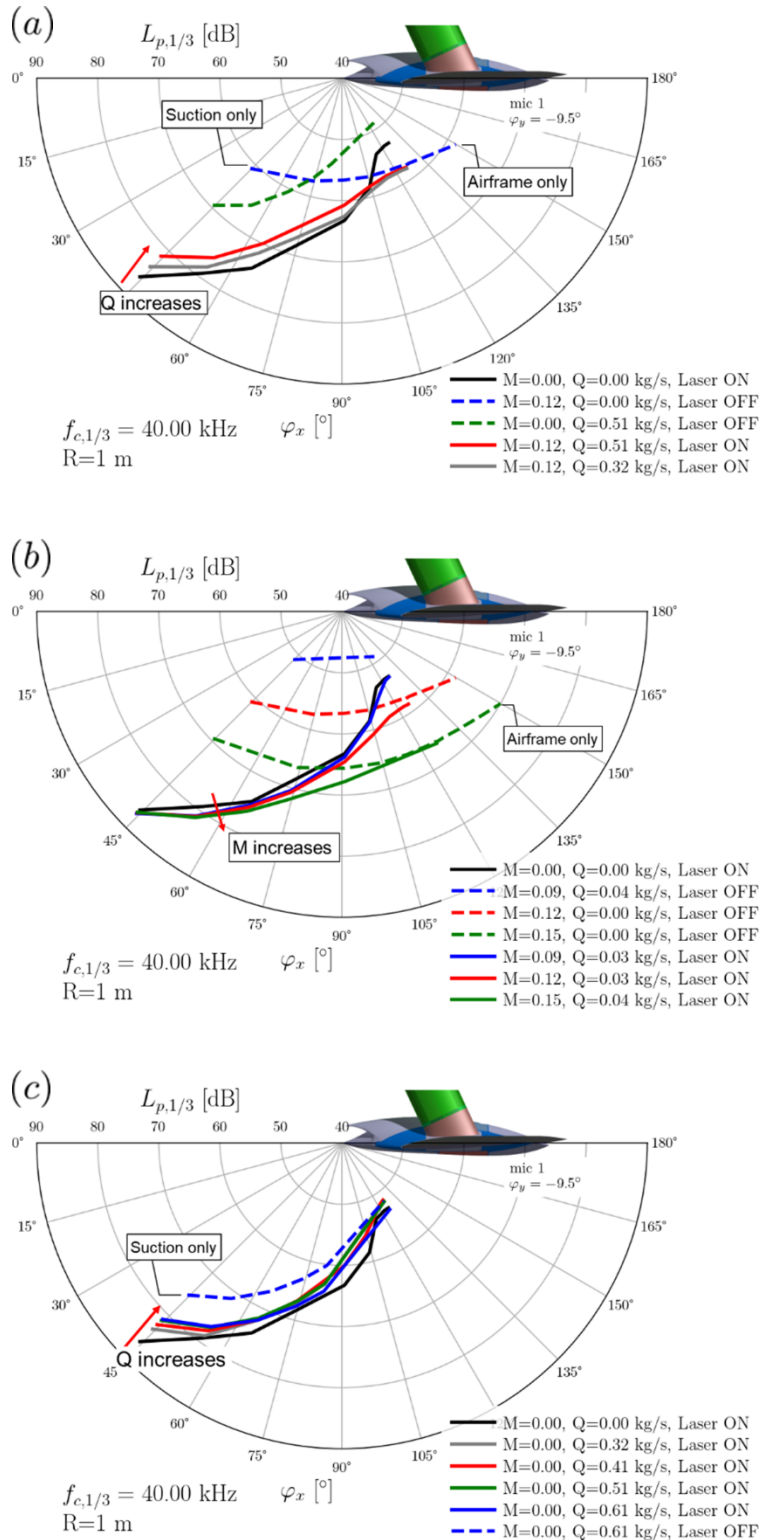 (a)
L_{p,1/3} [dB]
90 80 70 60 50 40
0° 180°
mic 1
φ_y = −9.5°
Suction only
15° 165°
Airframe only
30° 150°
Q increases
135°
60° 120°
75° 90° 105°
f_{c,1/3} = 40.00 kHz φ_x [°]
R=1 m
M=0.00, Q=0.00 kg/s, Laser ON
M=0.12, Q=0.00 kg/s, Laser OFF
M=0.00, Q=0.51 kg/s, Laser OFF
M=0.12, Q=0.51 kg/s, Laser ON
M=0.12, Q=0.32 kg/s, Laser ON
(b)
L_{p,1/3} [dB]
90 80 70 60 50 40
0° 180°
mic 1
φ_y = −9.5°
15° 165°
Airframe only
30° 150°
45° 135°
M increases
60°
75° 90° 105°
f_{c,1/3} = 40.00 kHz φ_x [°]
R=1 m
M=0.00, Q=0.00 kg/s, Laser ON
M=0.09, Q=0.04 kg/s, Laser OFF
M=0.12, Q=0.00 kg/s, Laser OFF
M=0.15, Q=0.00 kg/s, Laser OFF
M=0.09, Q=0.03 kg/s, Laser ON
M=0.12, Q=0.03 kg/s, Laser ON
M=0.15, Q=0.04 kg/s, Laser ON
(c)
L_{p,1/3} [dB]
90 80 70 60 50 40
0° 180°
mic 1
φ_y = −9.5°
15° 165°
Suction only
30° 150°
Q increases
45 135°
60°
75° 90° 105°
f_{c,1/3} = 40.00 kHz φ_x [°]
R=1 m
M=0.00, Q=0.00 kg/s, Laser ON
M=0.00, Q=0.32 kg/s, Laser ON
M=0.00, Q=0.41 kg/s, Laser ON
M=0.00, Q=0.51 kg/s, Laser ON
M=0.00, Q=0.61 kg/s, Laser ON
M=0.00, Q=0.61 kg/s, Laser OFF